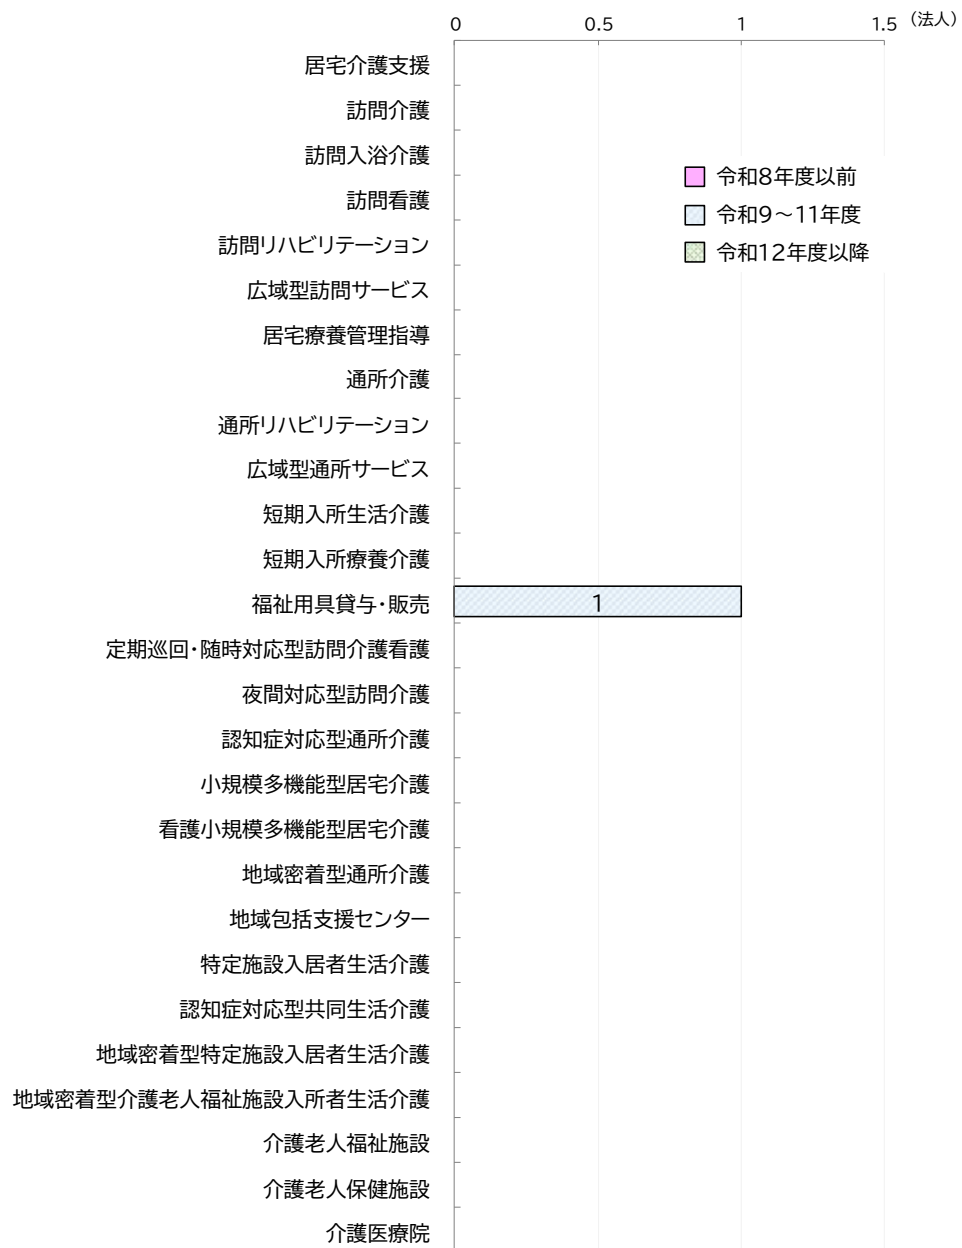 0 0.5 1 1.5 （法人）
居宅介護支援
訪問介護
訪問入浴介護
令和8年度以前
訪問看護
令和9～11年度
訪問リハビリテーション
令和12年度以降
広域型訪問サービス
居宅療養管理指導
通所介護
通所リハビリテーション
広域型通所サービス
短期入所生活介護
短期入所療養介護
福祉用具貸与・販売 1
定期巡回・随時対応型訪問介護看護
夜間対応型訪問介護
認知症対応型通所介護
小規模多機能型居宅介護
看護小規模多機能型居宅介護
地域密着型通所介護
地域包括支援センター
特定施設入居者生活介護
認知症対応型共同生活介護
地域密着型特定施設入居者生活介護
地域密着型介護老人福祉施設入所者生活介護
介護老人福祉施設
介護老人保健施設
介護医療院